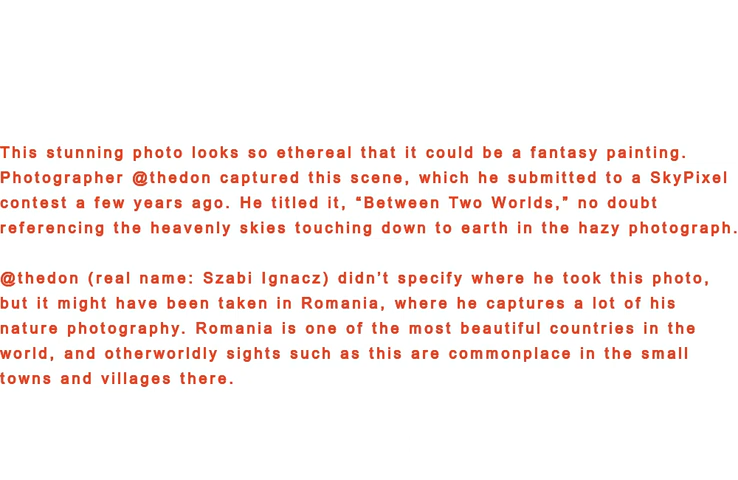 This stunning photo looks so ethereal that it could be a fantasy painting.
Photographer @thedon captured this scene, which he submitted to a SkyPixel
contest a few years ago. He titled it, “Between Two Worlds,” no doubt
referencing the heavenly skies touching down to earth in the hazy photograph.
@thedon (real name: Szabi Ignacz) didn’t specify where he took this photo,
but it might have been taken in Romania, where he captures a lot of his
nature photography. Romania is one of the most beautiful countries in the
world, and otherworldly sights such as this are commonplace in the small
towns and villages there.